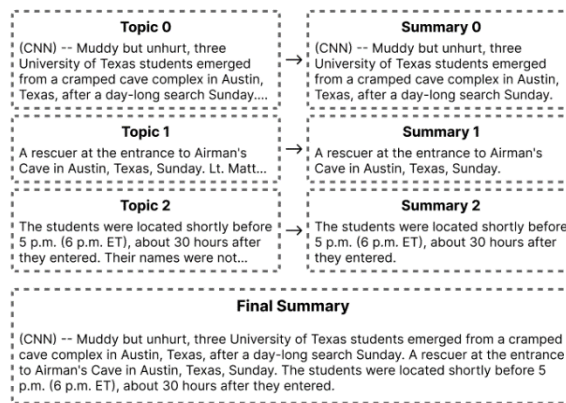 Topic 0
(CNN) -- Muddy but unhurt, three
University of Texas students emerged
from a cramped cave complex in Austin,
Texas, after a day-long search Sunday....
→
Summary 0
(CNN) -- Muddy but unhurt, three
University of Texas students emerged
from a cramped cave complex in Austin,
Texas, after a day-long search Sunday.
Topic 1
A rescuer at the entrance to Airman's
Cave in Austin, Texas, Sunday. Lt. Matt...
→
Summary 1
A rescuer at the entrance to Airman's
Cave in Austin, Texas, Sunday.
Topic 2
The students were located shortly before
5 p.m. (6 p.m. ET), about 30 hours after
they entered. Their names were not...
→
Summary 2
The students were located shortly before
5 p.m. (6 p.m. ET), about 30 hours after
they entered.
Final Summary
(CNN) -- Muddy but unhurt, three University of Texas students emerged from a cramped
cave complex in Austin, Texas, after a day-long search Sunday. A rescuer at the entrance
to Airman's Cave in Austin, Texas, Sunday. The students were located shortly before 5
p.m. (6 p.m. ET), about 30 hours after they entered.